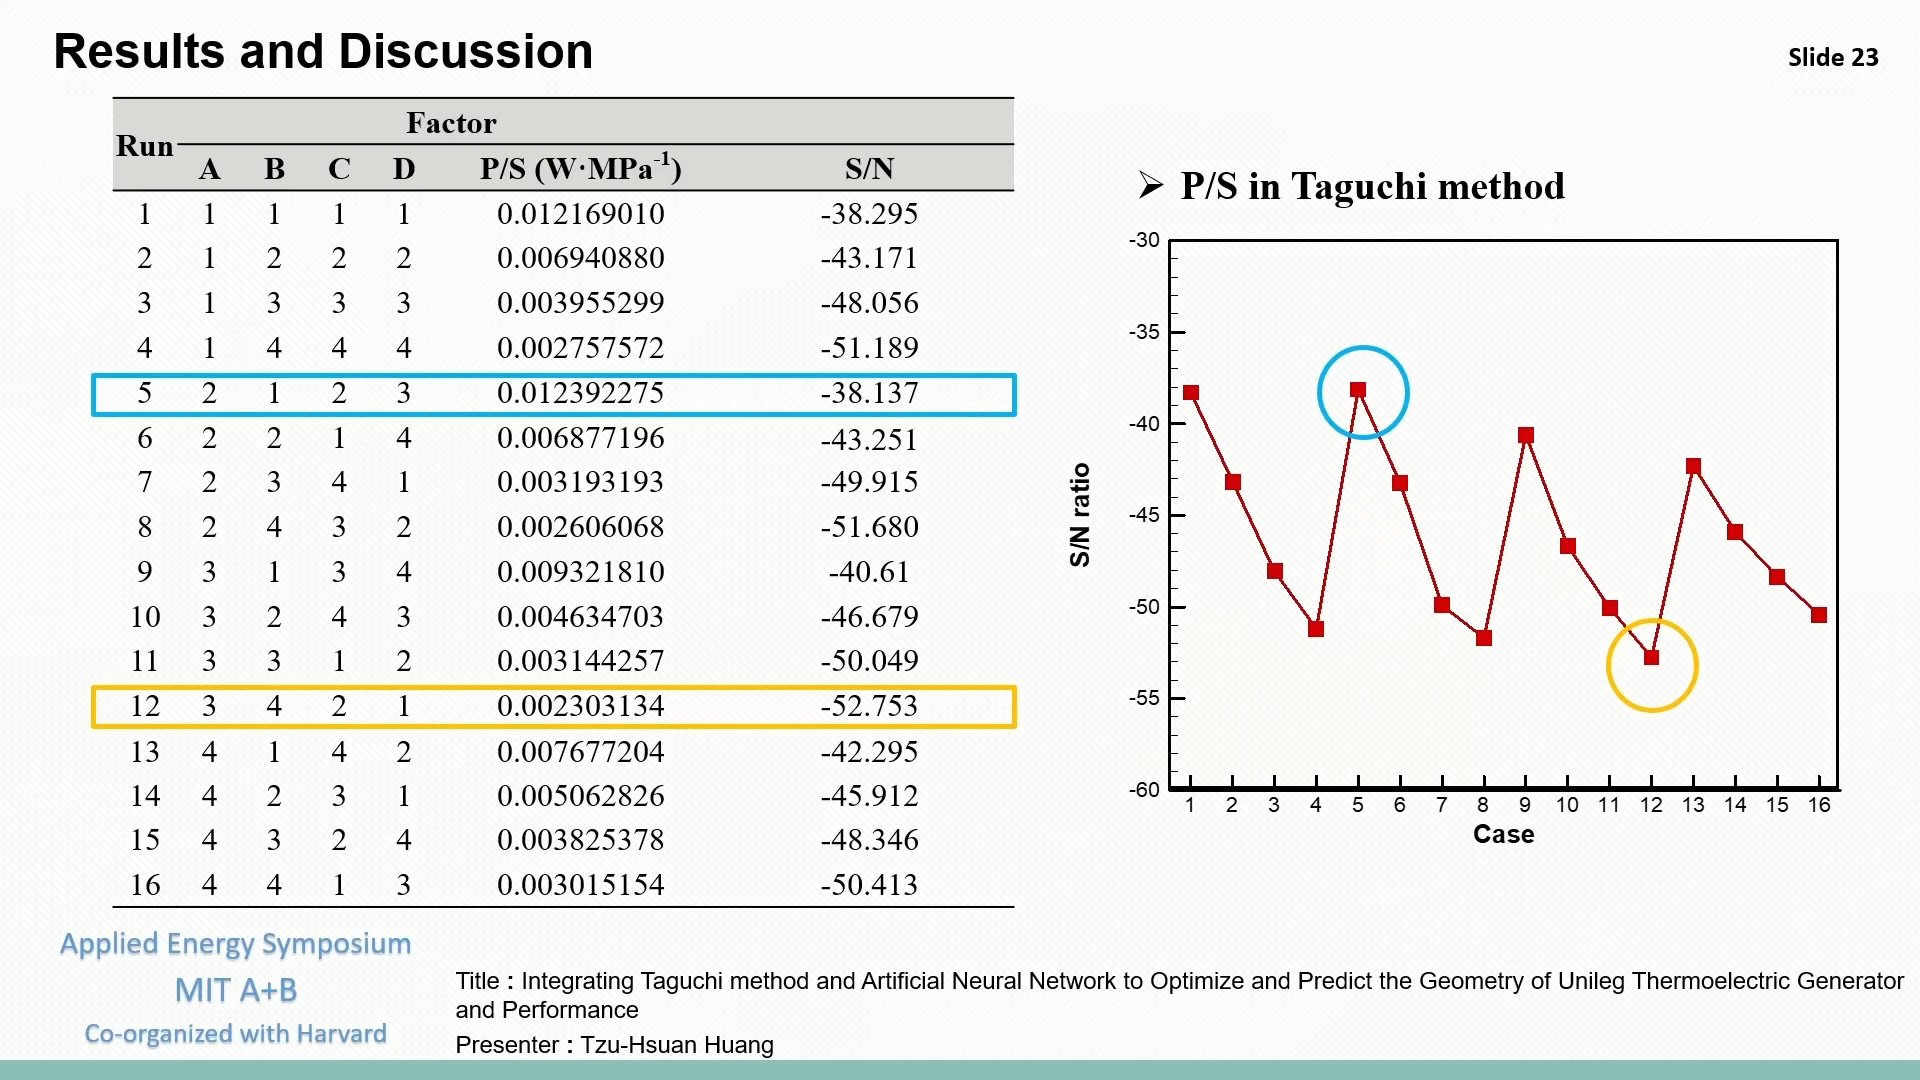 Results and Discussion
Slide 23
Factor
Run
A B C D P/S (W·MPa⁻¹) S/N
1 1 1 1 1 0.012169010 -38.295
2 1 2 2 2 0.006940880 -43.171
3 1 3 3 3 0.003955299 -48.056
4 1 4 4 4 0.002757572 -51.189
5 2 1 2 3 0.012392275 -38.137
6 2 2 1 4 0.006877196 -43.251
7 2 3 4 1 0.003193193 -49.915
8 2 4 3 2 0.002606068 -51.680
9 3 1 3 4 0.009321810 -40.61
10 3 2 4 3 0.004634703 -46.679
11 3 3 1 2 0.003144257 -50.049
12 3 4 2 1 0.002303134 -52.753
13 4 1 4 2 0.007677204 -42.295
14 4 2 3 1 0.005062826 -45.912
15 4 3 2 4 0.003825378 -48.346
16 4 4 1 3 0.003015154 -50.413
➢ P/S in Taguchi method
-30
-35
-40
-45
-50
-55
-60
S/N ratio
1 2 3 4 5 6 7 8 9 10 11 12 13 14 15 16
Case
Applied Energy Symposium
MIT A+B
Co-organized with Harvard
Title : Integrating Taguchi method and Artificial Neural Network to Optimize and Predict the Geometry of Unileg Thermoelectric Generator
and Performance
Presenter : Tzu-Hsuan Huang